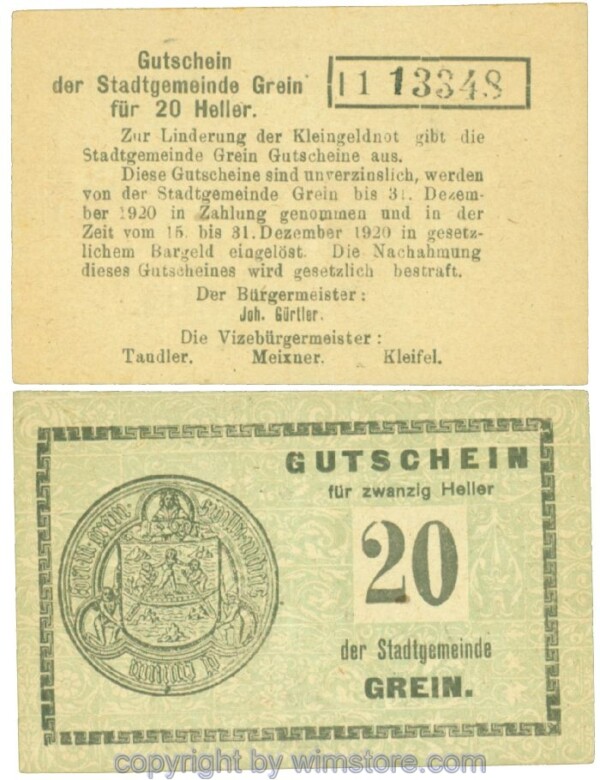 Gutschein
der Stadtgemeinde Grein
für 20 Heller.
113348
Zur Linderung der Kleingeldnot gibt die
Stadtgemeinde Grein Gutscheine aus.
Diese Gutscheine sind unverzinslich, werden
von der Stadtgemeinde Grein bis 31. Dezem-
ber 1920 in Zahlung genommen und in der
Zeit vom 15. bis 31. Dezember 1920 in gesetz-
lichem Bargeld eingelöst. Die Nachahmung
dieses Gutscheines wird gesetzlich bestraft.
Der Bürgermeister:
Joh. Gürtler.
Die Vizebürgermeister:
Tandler. Meixner. Kleifel.
GUTSCHEIN
für zwanzig Heller
20
der Stadtgemeinde
GREIN.
copyright by wimstore.com